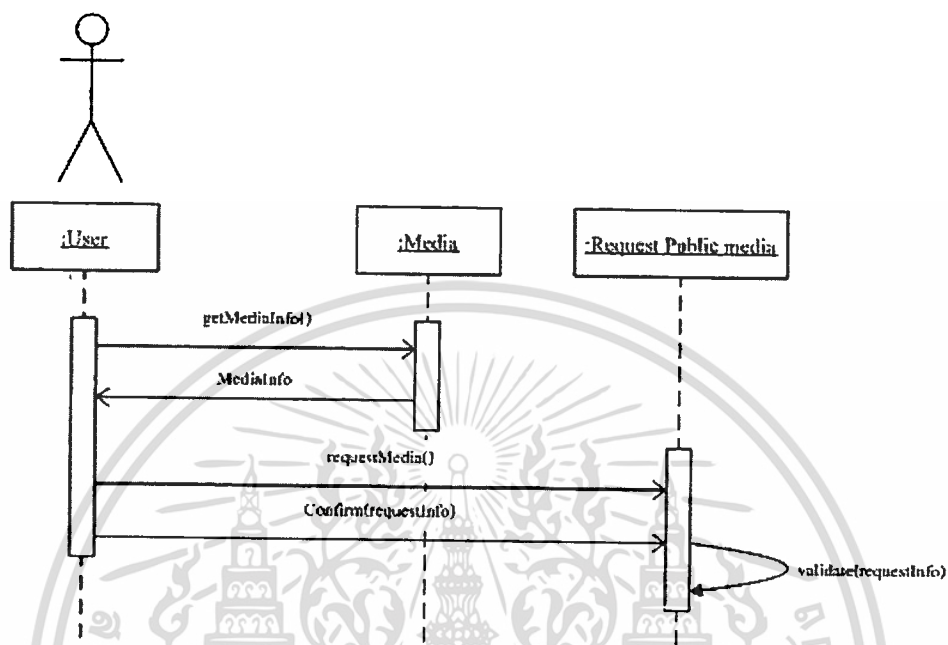 :User
:Media
:Request Public media
getMediaInfo()
MediaInfo
requestMedia()
Confirm(requestInfo)
validate(requestInfo)